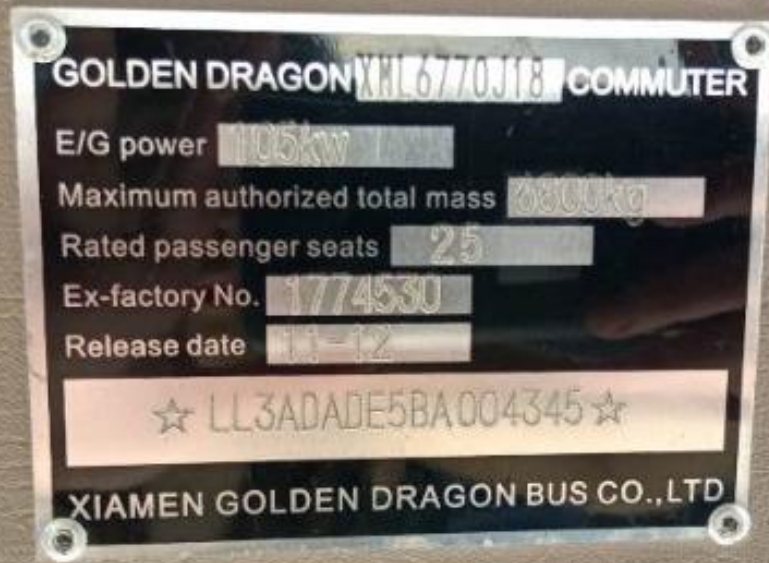 GOLDEN DRAGON XML6770J18 COMMUTER
E/G power 105kw
Maximum authorized total mass 6800kg
Rated passenger seats 25
Ex-factory No. 1774530
Release date 11-12
☆ LL3ADADE5BA004345 ☆
XIAMEN GOLDEN DRAGON BUS CO.,LTD